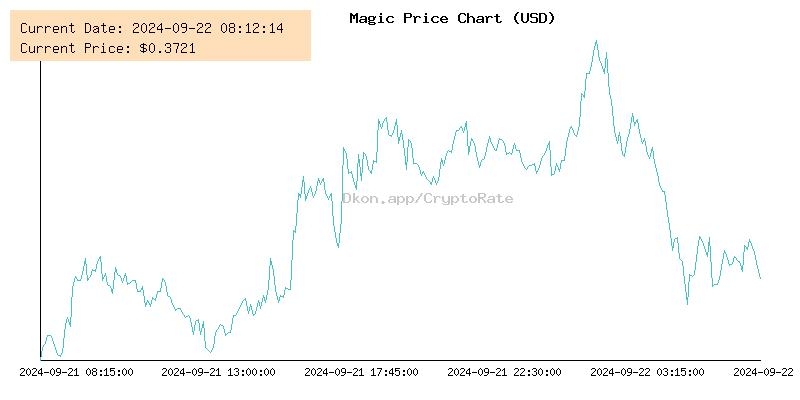 Magic Price Chart (USD)
Current Date: 2024-09-22 08:12:14
Current Price: $0.3721
Dkon.app/CryptoRate
2024-09-21 08:15:00 2024-09-21 13:00:00 2024-09-21 17:45:00 2024-09-21 22:30:00 2024-09-22 03:15:00 2024-09-22